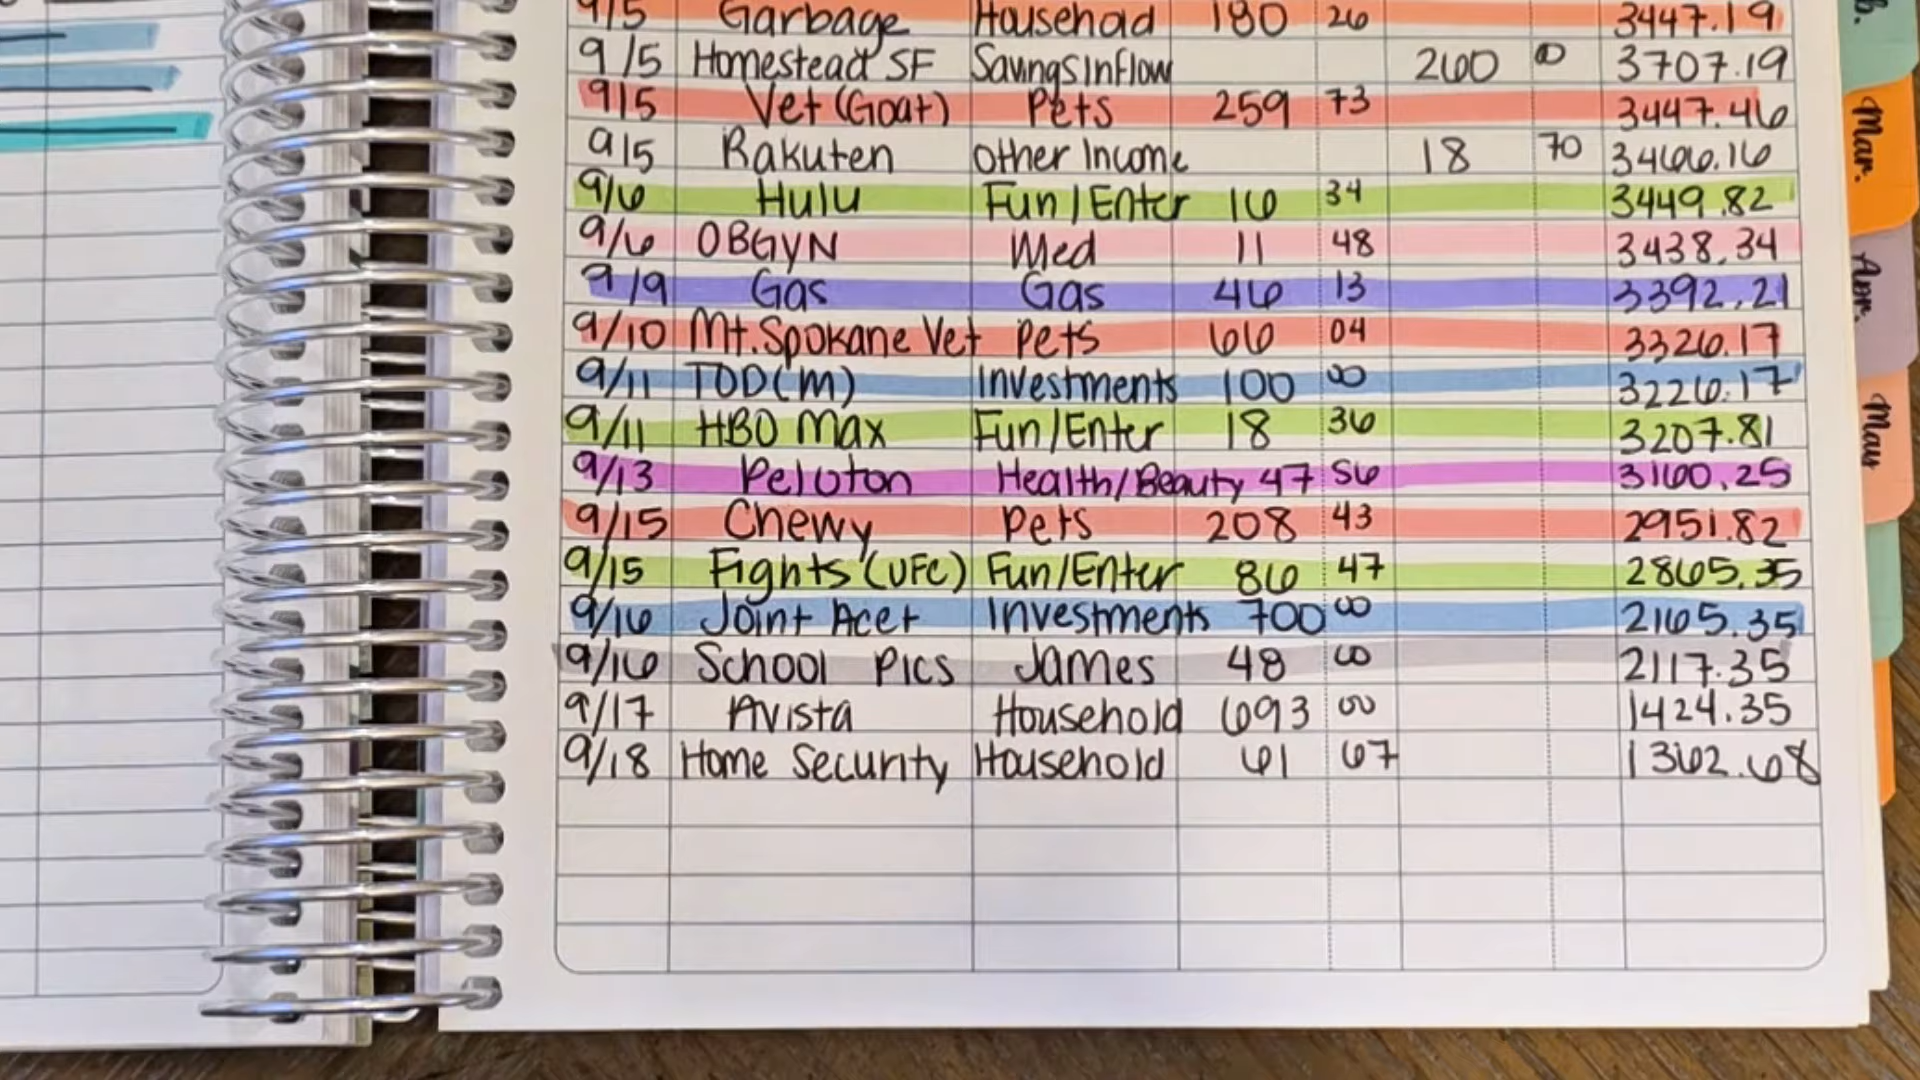 9/5 Garbage Household 180 26 3447.19
9/5 Homestead SF Savings Inflow 260 00 3707.19
9/5 Vet (Goat) Pets 259 73 3447.46
9/5 Rakuten Other Income 18 70 3466.16
9/6 Hulu Fun/Enter 16 34 3449.82
9/6 OBGYN Med 11 48 3438.34
9/9 Gas Gas 46 13 3392.21
9/10 Mt. Spokane Vet Pets 66 04 3326.17
9/11 TOD(M) Investments 100 00 3226.17
9/11 HBO Max Fun/Enter 18 36 3207.81
9/13 Peloton Health/Beauty 47 56 3160.25
9/15 Chewy Pets 208 43 2951.82
9/15 Fights (UFC) Fun/Enter 86 47 2865.35
9/16 Joint Acct Investments 700 00 2165.35
9/16 School Pics James 48 00 2117.35
9/17 Avista Household 693 00 1424.35
9/18 Home Security Household 61 67 1362.68
Mar.
Apr.
May